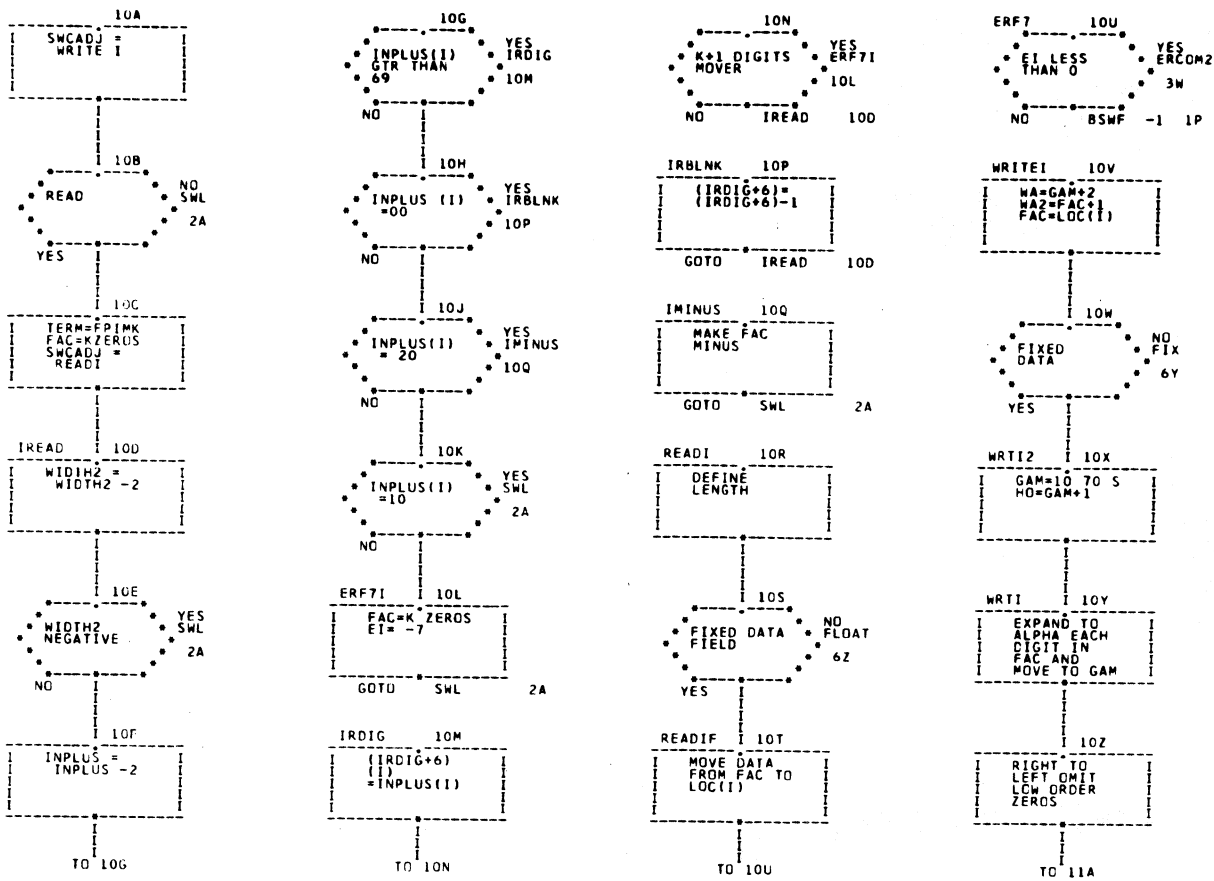 10A
SWCADJ =
WRITE I
10B
READ
NO
SWL
2A
YES
10C
TERM=FPIMK
FAC=KZEROS
SWCADJ =
READI
IREAD 10D
WIDTH2 =
WIDTH2 -2
10E
WIDTH2
NEGATIVE
YES
SWL
2A
NO
10F
INPLUS =
INPLUS -2
TO 10G
10G
INPLUS(I)
GTR THAN
69
YES
IRDIG
10M
NO
10H
INPLUS (I)
=00
YES
IRBLNK
10P
NO
10J
INPLUS(I)
= 20
YES
IMINUS
10Q
NO
10K
INPLUS(I)
=10
YES
SWL
2A
NO
ERF7I 10L
FAC=K ZEROS
EI= -7
GOTO SWL 2A
IRDIG 10M
(IRDIG+6)
(I)
=INPLUS(I)
TO 10N
10N
K+1 DIGITS
MOVER
YES
ERF7I
10L
NO IREAD 10D
IRBLNK 10P
(IRDIG+6)=
(IRDIG+6)-1
GOTO IREAD 10D
IMINUS 10Q
MAKE FAC
MINUS
GOTO SWL 2A
READI 10R
DEFINE
LENGTH
10S
FIXED DATA
FIELD
NO
FLOAT
6Z
YES
READIF 10T
MOVE DATA
FROM FAC TO
LOC(I)
TO 10U
ERF7 10U
EI LESS
THAN 0
YES
ERCOM2
3W
NO BSWF -1 1P
WRITEI 10V
WA=GAM+2
WA2=FAC+1
FAC=LOC(I)
10W
FIXED
DATA
NO
FIX
6Y
YES
WRTI2 10X
GAM=10 70 S
HO=GAM+1
WRTI 10Y
EXPAND TO
ALPHA EACH
DIGIT IN
FAC AND
MOVE TO GAM
10Z
RIGHT TO
LEFT OMIT
LOW ORDER
ZEROS
TO 11A